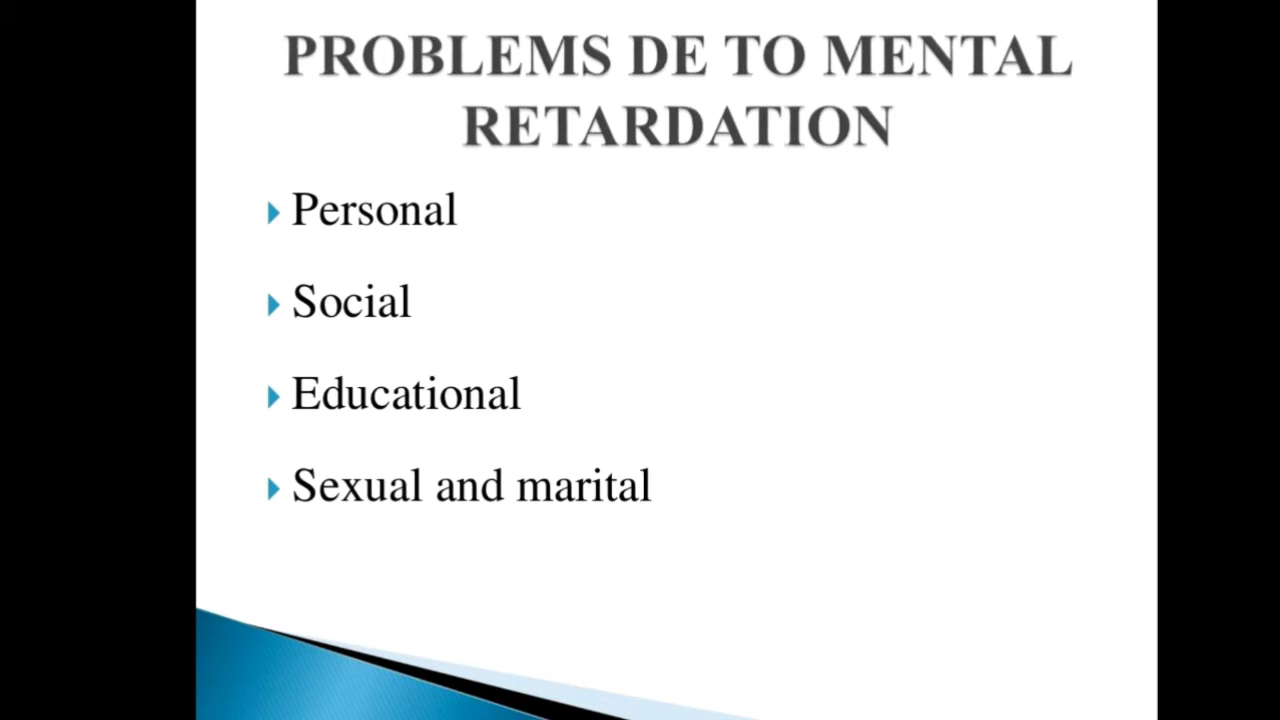 PROBLEMS DE TO MENTAL
RETARDATION
Personal
Social
Educational
Sexual and marital